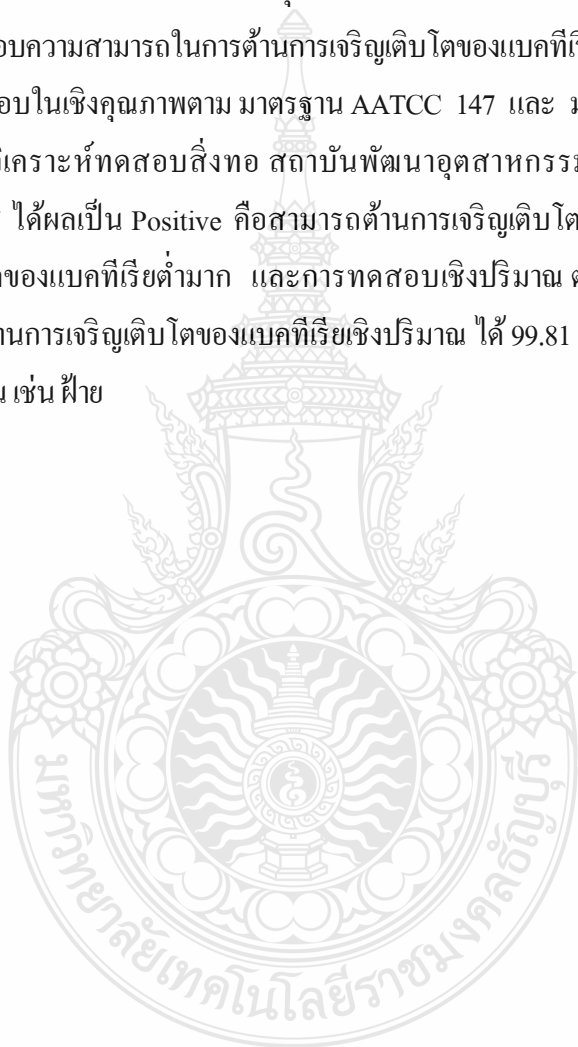 อบความสามารถในการต้านการเจริญเติบโตของแบคทีเรี
อบในเชิงคุณภาพตาม มาตรฐาน AATCC 147 และ ม
วิเคราะห์ทดสอบสิ่งทอ สถาบันพัฒนาอุตสาหกรรม
ได้ผลเป็น Positive คือสามารถต้านการเจริญเติบโต
ของแบคทีเรียต่ำมาก และการทดสอบเชิงปริมาณ ต
านการเจริญเติบโตของแบคทีเรียเชิงปริมาณ ได้ 99.81
น เช่น ฝ้าย
มหาวิทยาลัยเทคโนโลยีราชมงคลธัญบุรี